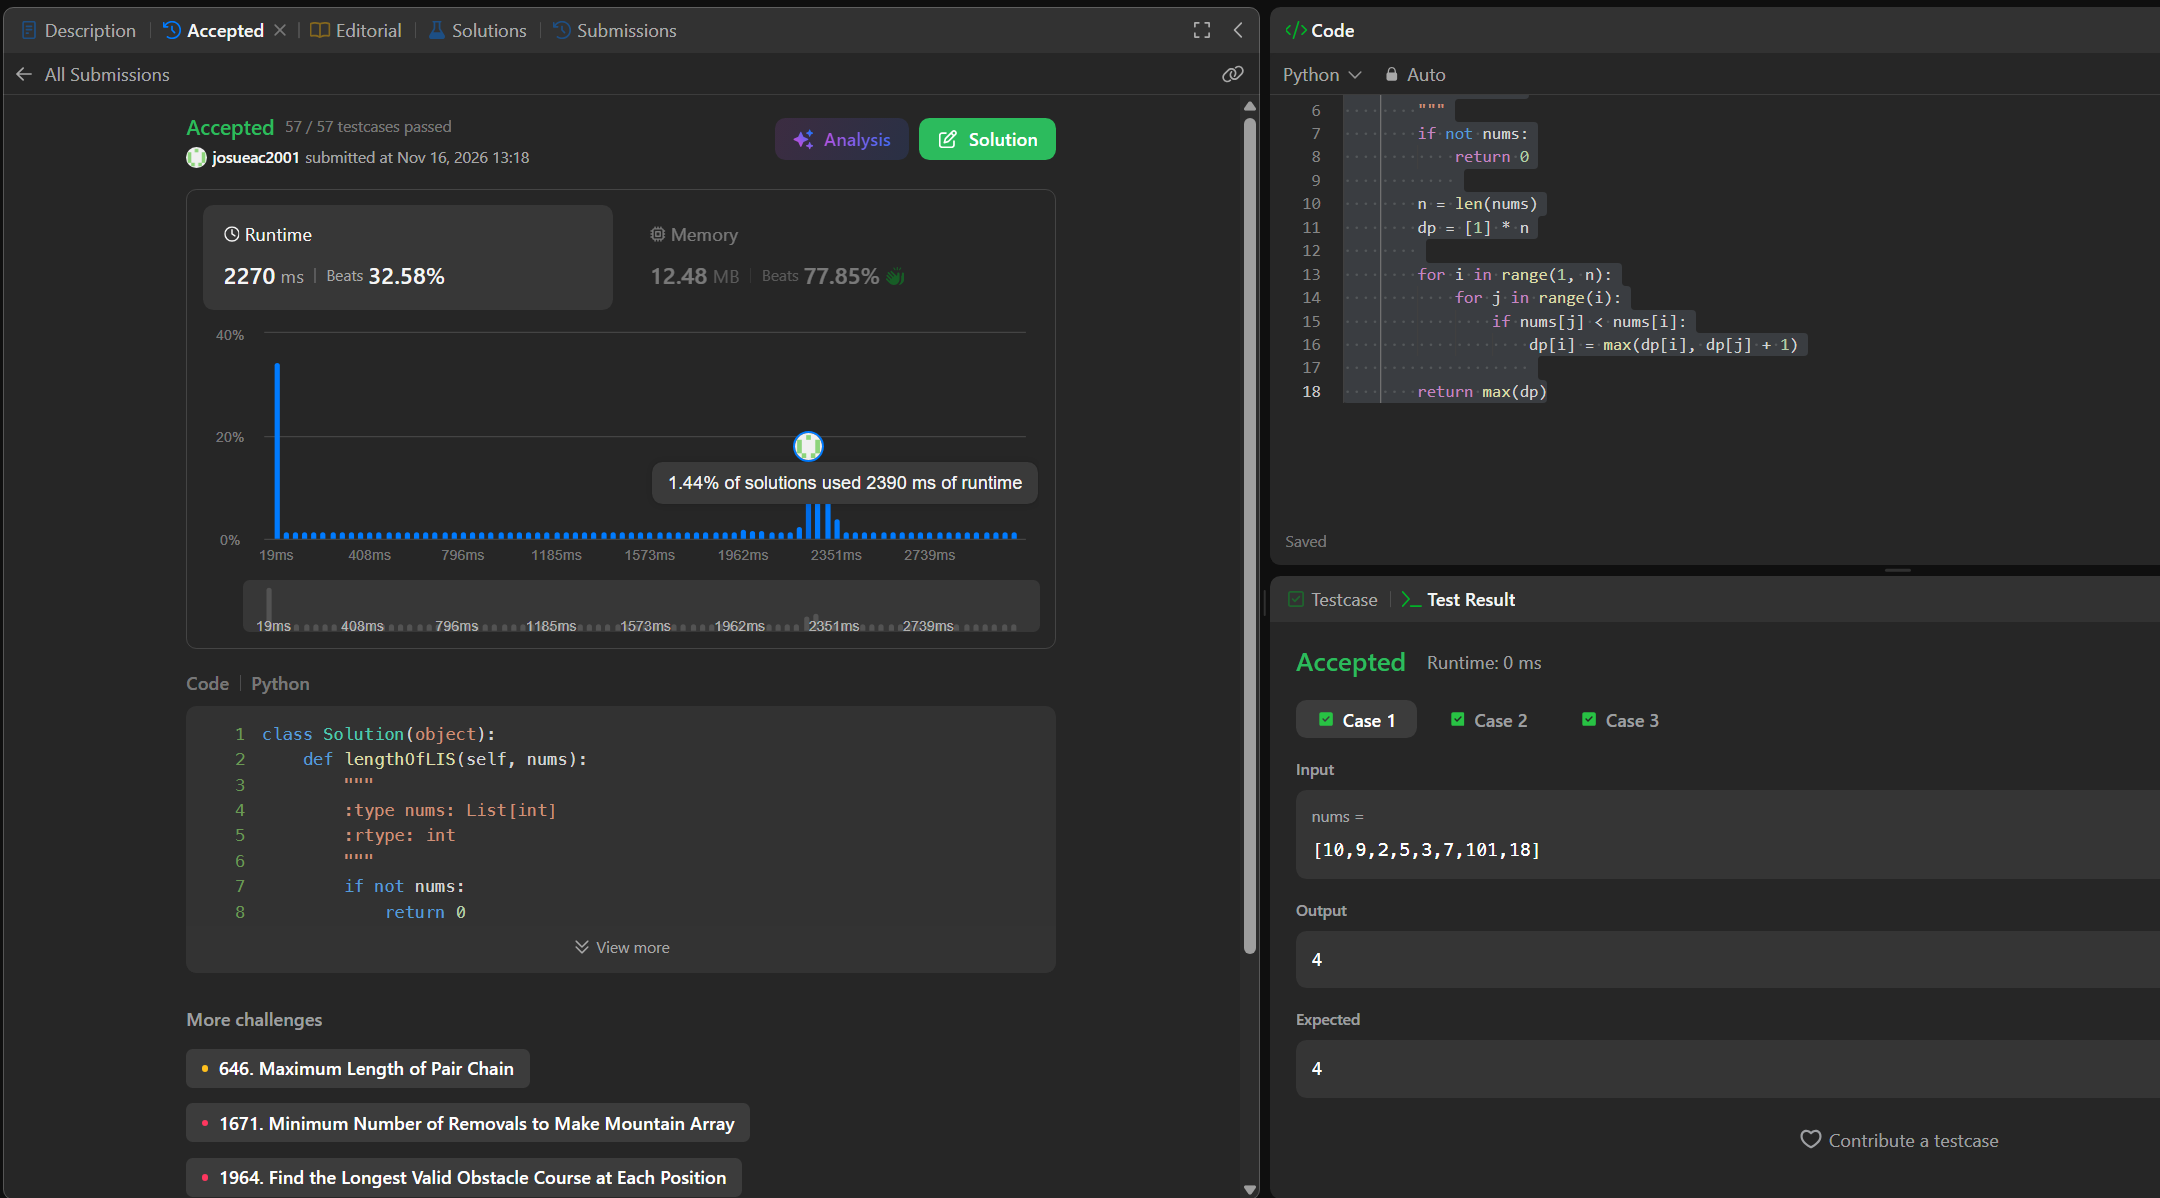 Description
Accepted
Editorial
Solutions
Submissions
All Submissions
Accepted 57 / 57 testcases passed
josueac2001 submitted at Nov 16, 2026 13:18
Analysis
Solution
Runtime
2270 ms | Beats 32.58%
Memory
12.48 MB | Beats 77.85%
40%
20%
0%
1.44% of solutions used 2390 ms of runtime
19ms 408ms 796ms 1185ms 1573ms 1962ms 2351ms 2739ms
19ms 408ms 796ms 1185ms 1573ms 1962ms 2351ms 2739ms
Code | Python
1 class Solution(object):
2     def lengthOfLIS(self, nums):
3         """
4         :type nums: List[int]
5         :rtype: int
6         """
7         if not nums:
8             return 0
View more
More challenges
646. Maximum Length of Pair Chain
1671. Minimum Number of Removals to Make Mountain Array
1964. Find the Longest Valid Obstacle Course at Each Position
</> Code
Python
Auto
6         """
7         if not nums:
8             return 0
9
10         n = len(nums)
11         dp = [1] * n
12
13         for i in range(1, n):
14             for j in range(i):
15                 if nums[j] < nums[i]:
16                     dp[i] = max(dp[i], dp[j] + 1)
17
18         return max(dp)
Saved
Testcase
Test Result
Accepted Runtime: 0 ms
Case 1
Case 2
Case 3
Input
nums =
[10,9,2,5,3,7,101,18]
Output
4
Expected
4
Contribute a testcase